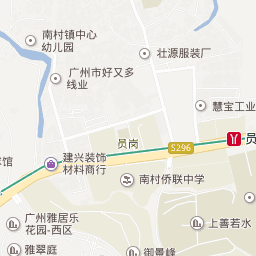 南村镇中心
幼儿园
壮源服装厂
广州市好又多
线业
慧宝工业
员岗
S296
员
建兴装饰
材料商行
馆
南村侨联中学
广州雅居乐
花园-西区
上善若水
雅翠庭
御景峰